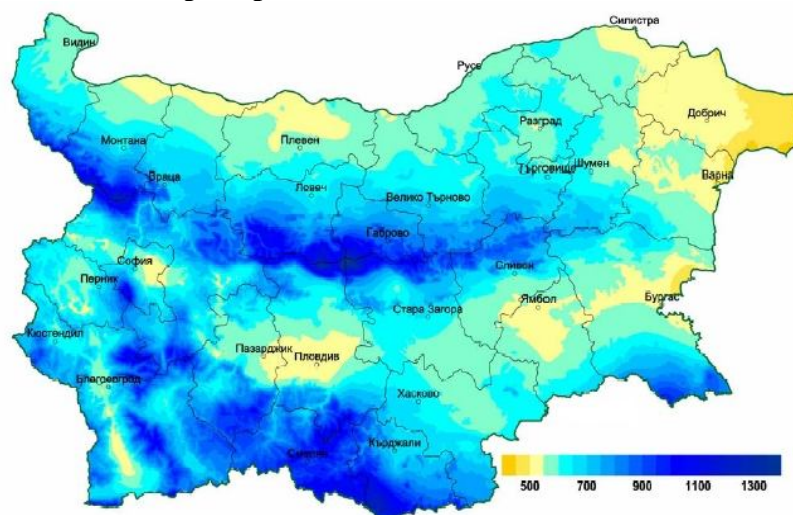 Силистра
Видин
Русе
Добрич
Разград
Монтана
Плевен
Враца
Търговище
Шумен
Варна
Ловеч
Велико Търново
Габрово
София
Сливен
Перник
Ямбол
Бургас
Стара Загора
Кюстендил
Пазарджик
Пловдив
Благоевград
Хасково
Кърджали
Смолян
500 700 900 1100 1300